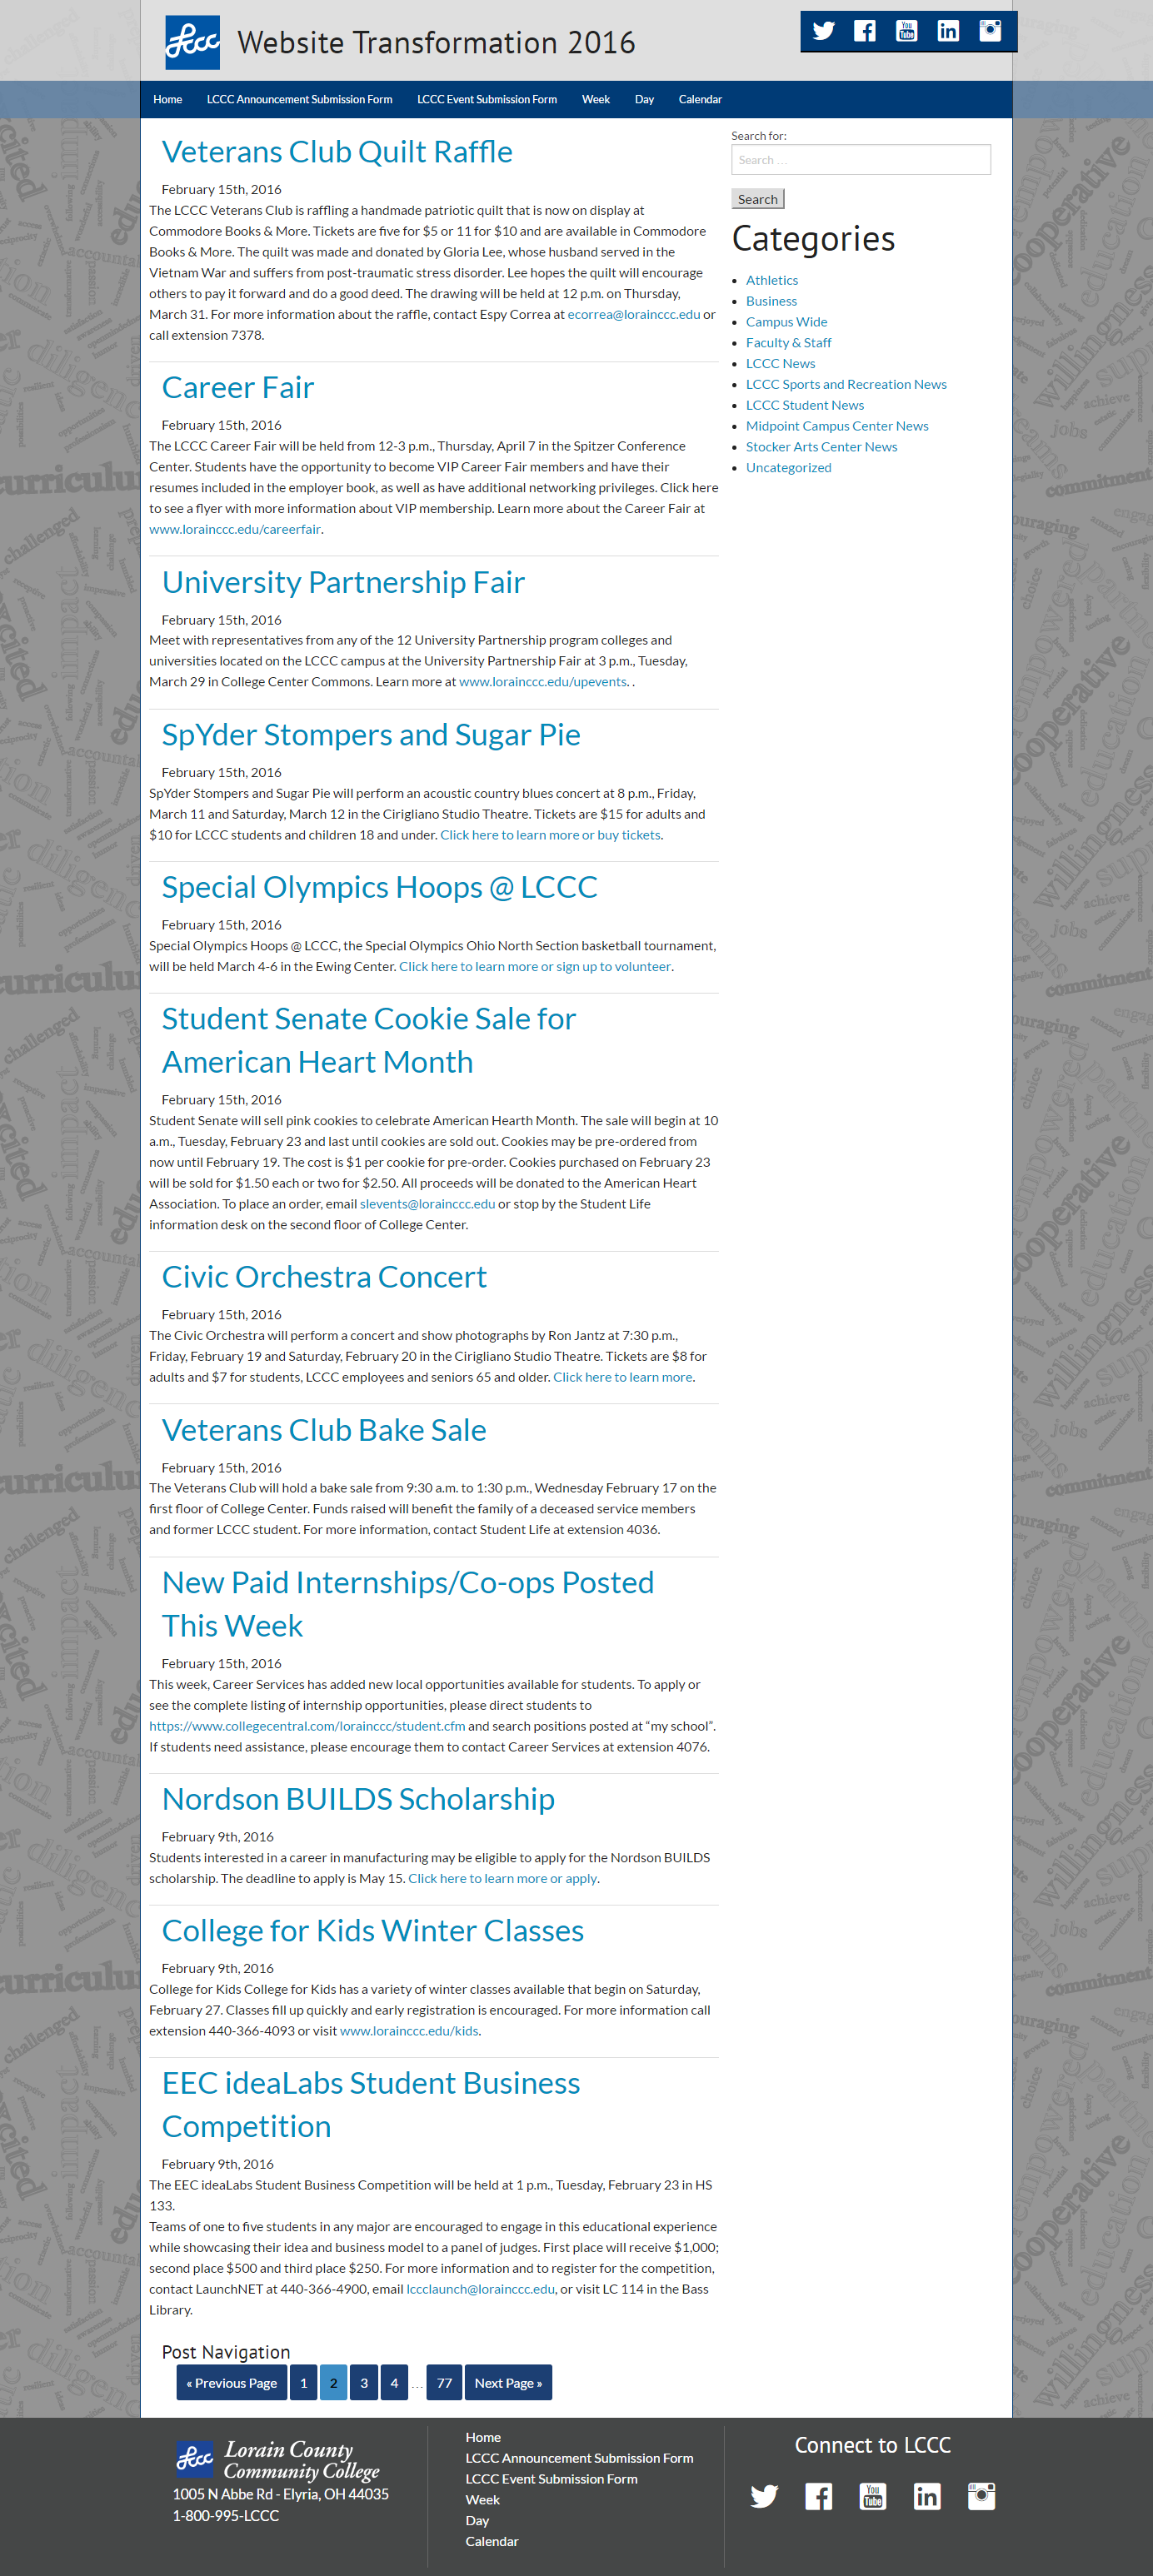 lccc Website Transformation 2016
You Tube in
Home LCCC Announcement Submission Form LCCC Event Submission Form Week Day Calendar
Veterans Club Quilt Raffle
February 15th, 2016
The LCCC Veterans Club is raffling a handmade patriotic quilt that is now on display at
Commodore Books & More. Tickets are five for $5 or 11 for $10 and are available in Commodore
Books & More. The quilt was made and donated by Gloria Lee, whose husband served in the
Vietnam War and suffers from post-traumatic stress disorder. Lee hopes the quilt will encourage
others to pay it forward and do a good deed. The drawing will be held at 12 p.m. on Thursday,
March 31. For more information about the raffle, contact Espy Correa at ecorrea@lorainccc.edu or
call extension 7378.
Career Fair
February 15th, 2016
The LCCC Career Fair will be held from 12-3 p.m., Thursday, April 7 in the Spitzer Conference
Center. Students have the opportunity to become VIP Career Fair members and have their
resumes included in the employer book, as well as have additional networking privileges. Click here
to see a flyer with more information about VIP membership. Learn more about the Career Fair at
www.lorainccc.edu/careerfair.
University Partnership Fair
February 15th, 2016
Meet with representatives from any of the 12 University Partnership program colleges and
universities located on the LCCC campus at the University Partnership Fair at 3 p.m., Tuesday,
March 29 in College Center Commons. Learn more at www.lorainccc.edu/upevents. .
SpYder Stompers and Sugar Pie
February 15th, 2016
SpYder Stompers and Sugar Pie will perform an acoustic country blues concert at 8 p.m., Friday,
March 11 and Saturday, March 12 in the Cirigliano Studio Theatre. Tickets are $15 for adults and
$10 for LCCC students and children 18 and under. Click here to learn more or buy tickets.
Special Olympics Hoops @ LCCC
February 15th, 2016
Special Olympics Hoops @ LCCC, the Special Olympics Ohio North Section basketball tournament,
will be held March 4-6 in the Ewing Center. Click here to learn more or sign up to volunteer.
Student Senate Cookie Sale for
American Heart Month
February 15th, 2016
Student Senate will sell pink cookies to celebrate American Hearth Month. The sale will begin at 10
a.m., Tuesday, February 23 and last until cookies are sold out. Cookies may be pre-ordered from
now until February 19. The cost is $1 per cookie for pre-order. Cookies purchased on February 23
will be sold for $1.50 each or two for $2.50. All proceeds will be donated to the American Heart
Association. To place an order, email slevents@lorainccc.edu or stop by the Student Life
information desk on the second floor of College Center.
Civic Orchestra Concert
February 15th, 2016
The Civic Orchestra will perform a concert and show photographs by Ron Jantz at 7:30 p.m.,
Friday, February 19 and Saturday, February 20 in the Cirigliano Studio Theatre. Tickets are $8 for
adults and $7 for students, LCCC employees and seniors 65 and older. Click here to learn more.
Veterans Club Bake Sale
February 15th, 2016
The Veterans Club will hold a bake sale from 9:30 a.m. to 1:30 p.m., Wednesday February 17 on the
first floor of College Center. Funds raised will benefit the family of a deceased service members
and former LCCC student. For more information, contact Student Life at extension 4036.
New Paid Internships/Co-ops Posted
This Week
February 15th, 2016
This week, Career Services has added new local opportunities available for students. To apply or
see the complete listing of internship opportunities, please direct students to
https://www.collegecentral.com/lorainccc/student.cfm and search positions posted at “my school”.
If students need assistance, please encourage them to contact Career Services at extension 4076.
Nordson BUILDS Scholarship
February 9th, 2016
Students interested in a career in manufacturing may be eligible to apply for the Nordson BUILDS
scholarship. The deadline to apply is May 15. Click here to learn more or apply.
College for Kids Winter Classes
February 9th, 2016
College for Kids College for Kids has a variety of winter classes available that begin on Saturday,
February 27. Classes fill up quickly and early registration is encouraged. For more information call
extension 440-366-4093 or visit www.lorainccc.edu/kids.
EEC ideaLabs Student Business
Competition
February 9th, 2016
The EEC ideaLabs Student Business Competition will be held at 1 p.m., Tuesday, February 23 in HS
133.
Teams of one to five students in any major are encouraged to engage in this educational experience
while showcasing their idea and business model to a panel of judges. First place will receive $1,000;
second place $500 and third place $250. For more information and to register for the competition,
contact LaunchNET at 440-366-4900, email lccclaunch@lorainccc.edu, or visit LC 114 in the Bass
Library.
Post Navigation
« Previous Page 1 2 3 4 … 77 Next Page »
Search for:
Search …
Search
Categories
Athletics
Business
Campus Wide
Faculty & Staff
LCCC News
LCCC Sports and Recreation News
LCCC Student News
Midpoint Campus Center News
Stocker Arts Center News
Uncategorized
lccc Lorain County
Community College
1005 N Abbe Rd - Elyria, OH 44035
1-800-995-LCCC
Home
LCCC Announcement Submission Form
LCCC Event Submission Form
Week
Day
Calendar
Connect to LCCC
You Tube in